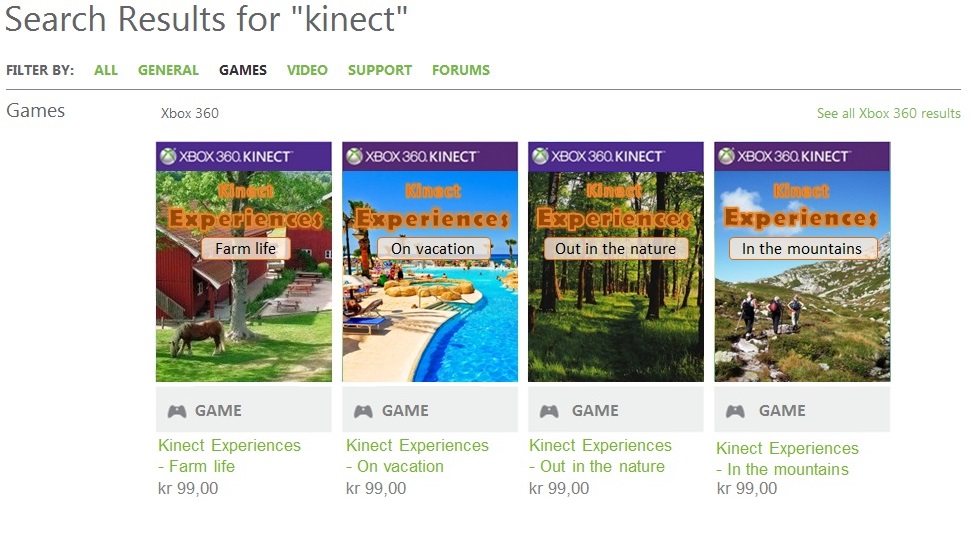 Search Results for "kinect"
FILTER BY: ALL GENERAL GAMES VIDEO SUPPORT FORUMS
Games
Xbox 360
See all Xbox 360 results
XBOX 360. KINECT™
Kinect
Experiences
Farm life
GAME
Kinect Experiences
- Farm life
kr 99,00
XBOX 360. KINECT™
Kinect
Experiences
On vacation
GAME
Kinect Experiences
- On vacation
kr 99,00
XBOX 360. KINECT™
Kinect
Experiences
Out in the nature
GAME
Kinect Experiences
- Out in the nature
kr 99,00
XBOX 360. KINECT™
Kinect
Experiences
In the mountains
GAME
Kinect Experiences
- In the mountains
kr 99,00